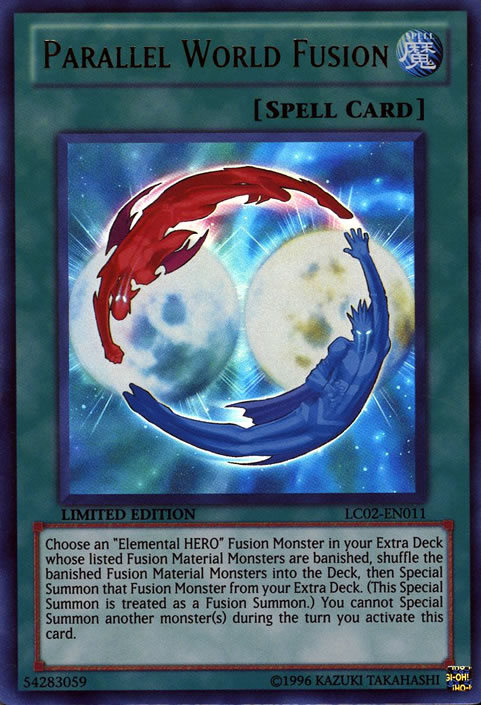 PARALLEL WORLD FUSION
SPELL
魔
[SPELL CARD]
LIMITED EDITION
LC02-EN011
Choose an "Elemental HERO" Fusion Monster in your Extra Deck
whose listed Fusion Material Monsters are banished, shuffle the
banished Fusion Material Monsters into the Deck, then Special
Summon that Fusion Monster from your Extra Deck. (This Special
Summon is treated as a Fusion Summon.) You cannot Special
Summon another monster(s) during the turn you activate this
card.
54283059
©1996 KAZUKI TAKAHASHI